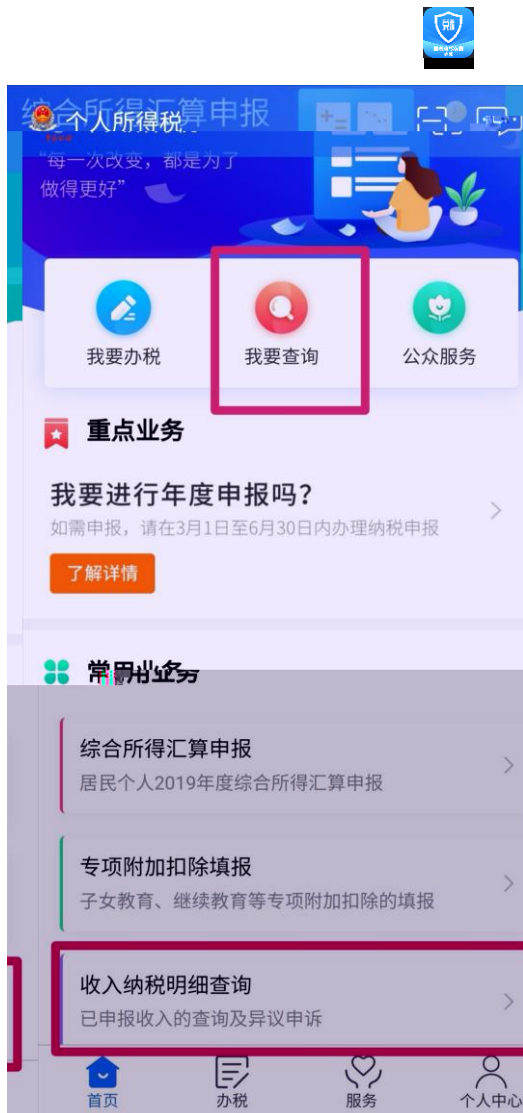 税
综合所得汇算申报
个人所得税
“每一次改变，都是为了
做得更好”
我要办税
我要查询
公众服务
重点业务
我要进行年度申报吗?
如需申报，请在3月1日至6月30日内办理纳税申报
了解详情
常用业务
综合所得汇算申报
居民个人2019年度综合所得汇算申报
专项附加扣除填报
子女教育、继续教育等专项附加扣除的填报
收入纳税明细查询
已申报收入的查询及异议申诉
首页
办税
服务
个人中心